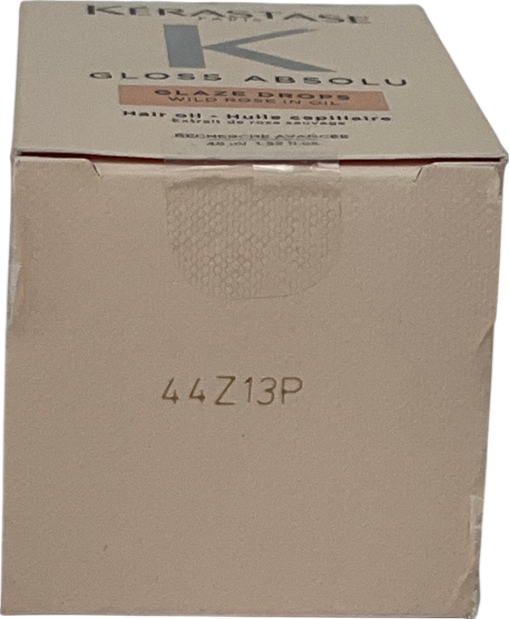 KÉRASTASE
PARIS
K
GLOSS ABSOLU
GLAZE DROPS
WILD ROSE IN OIL
Hair oil - Huile capillaire
Extrait de rose sauvage
RECHERCHE AVANCÉE
45 ml 1.52 fl.oz.
44Z13P